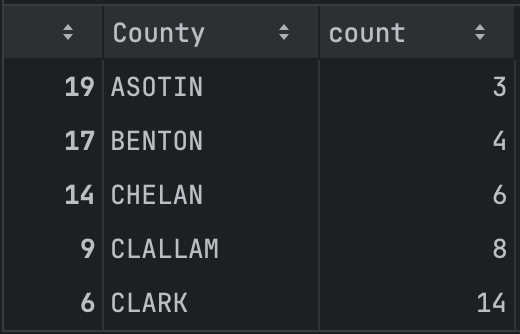 County count
19 ASOTIN 3
17 BENTON 4
14 CHELAN 6
9 CLALLAM 8
6 CLARK 14